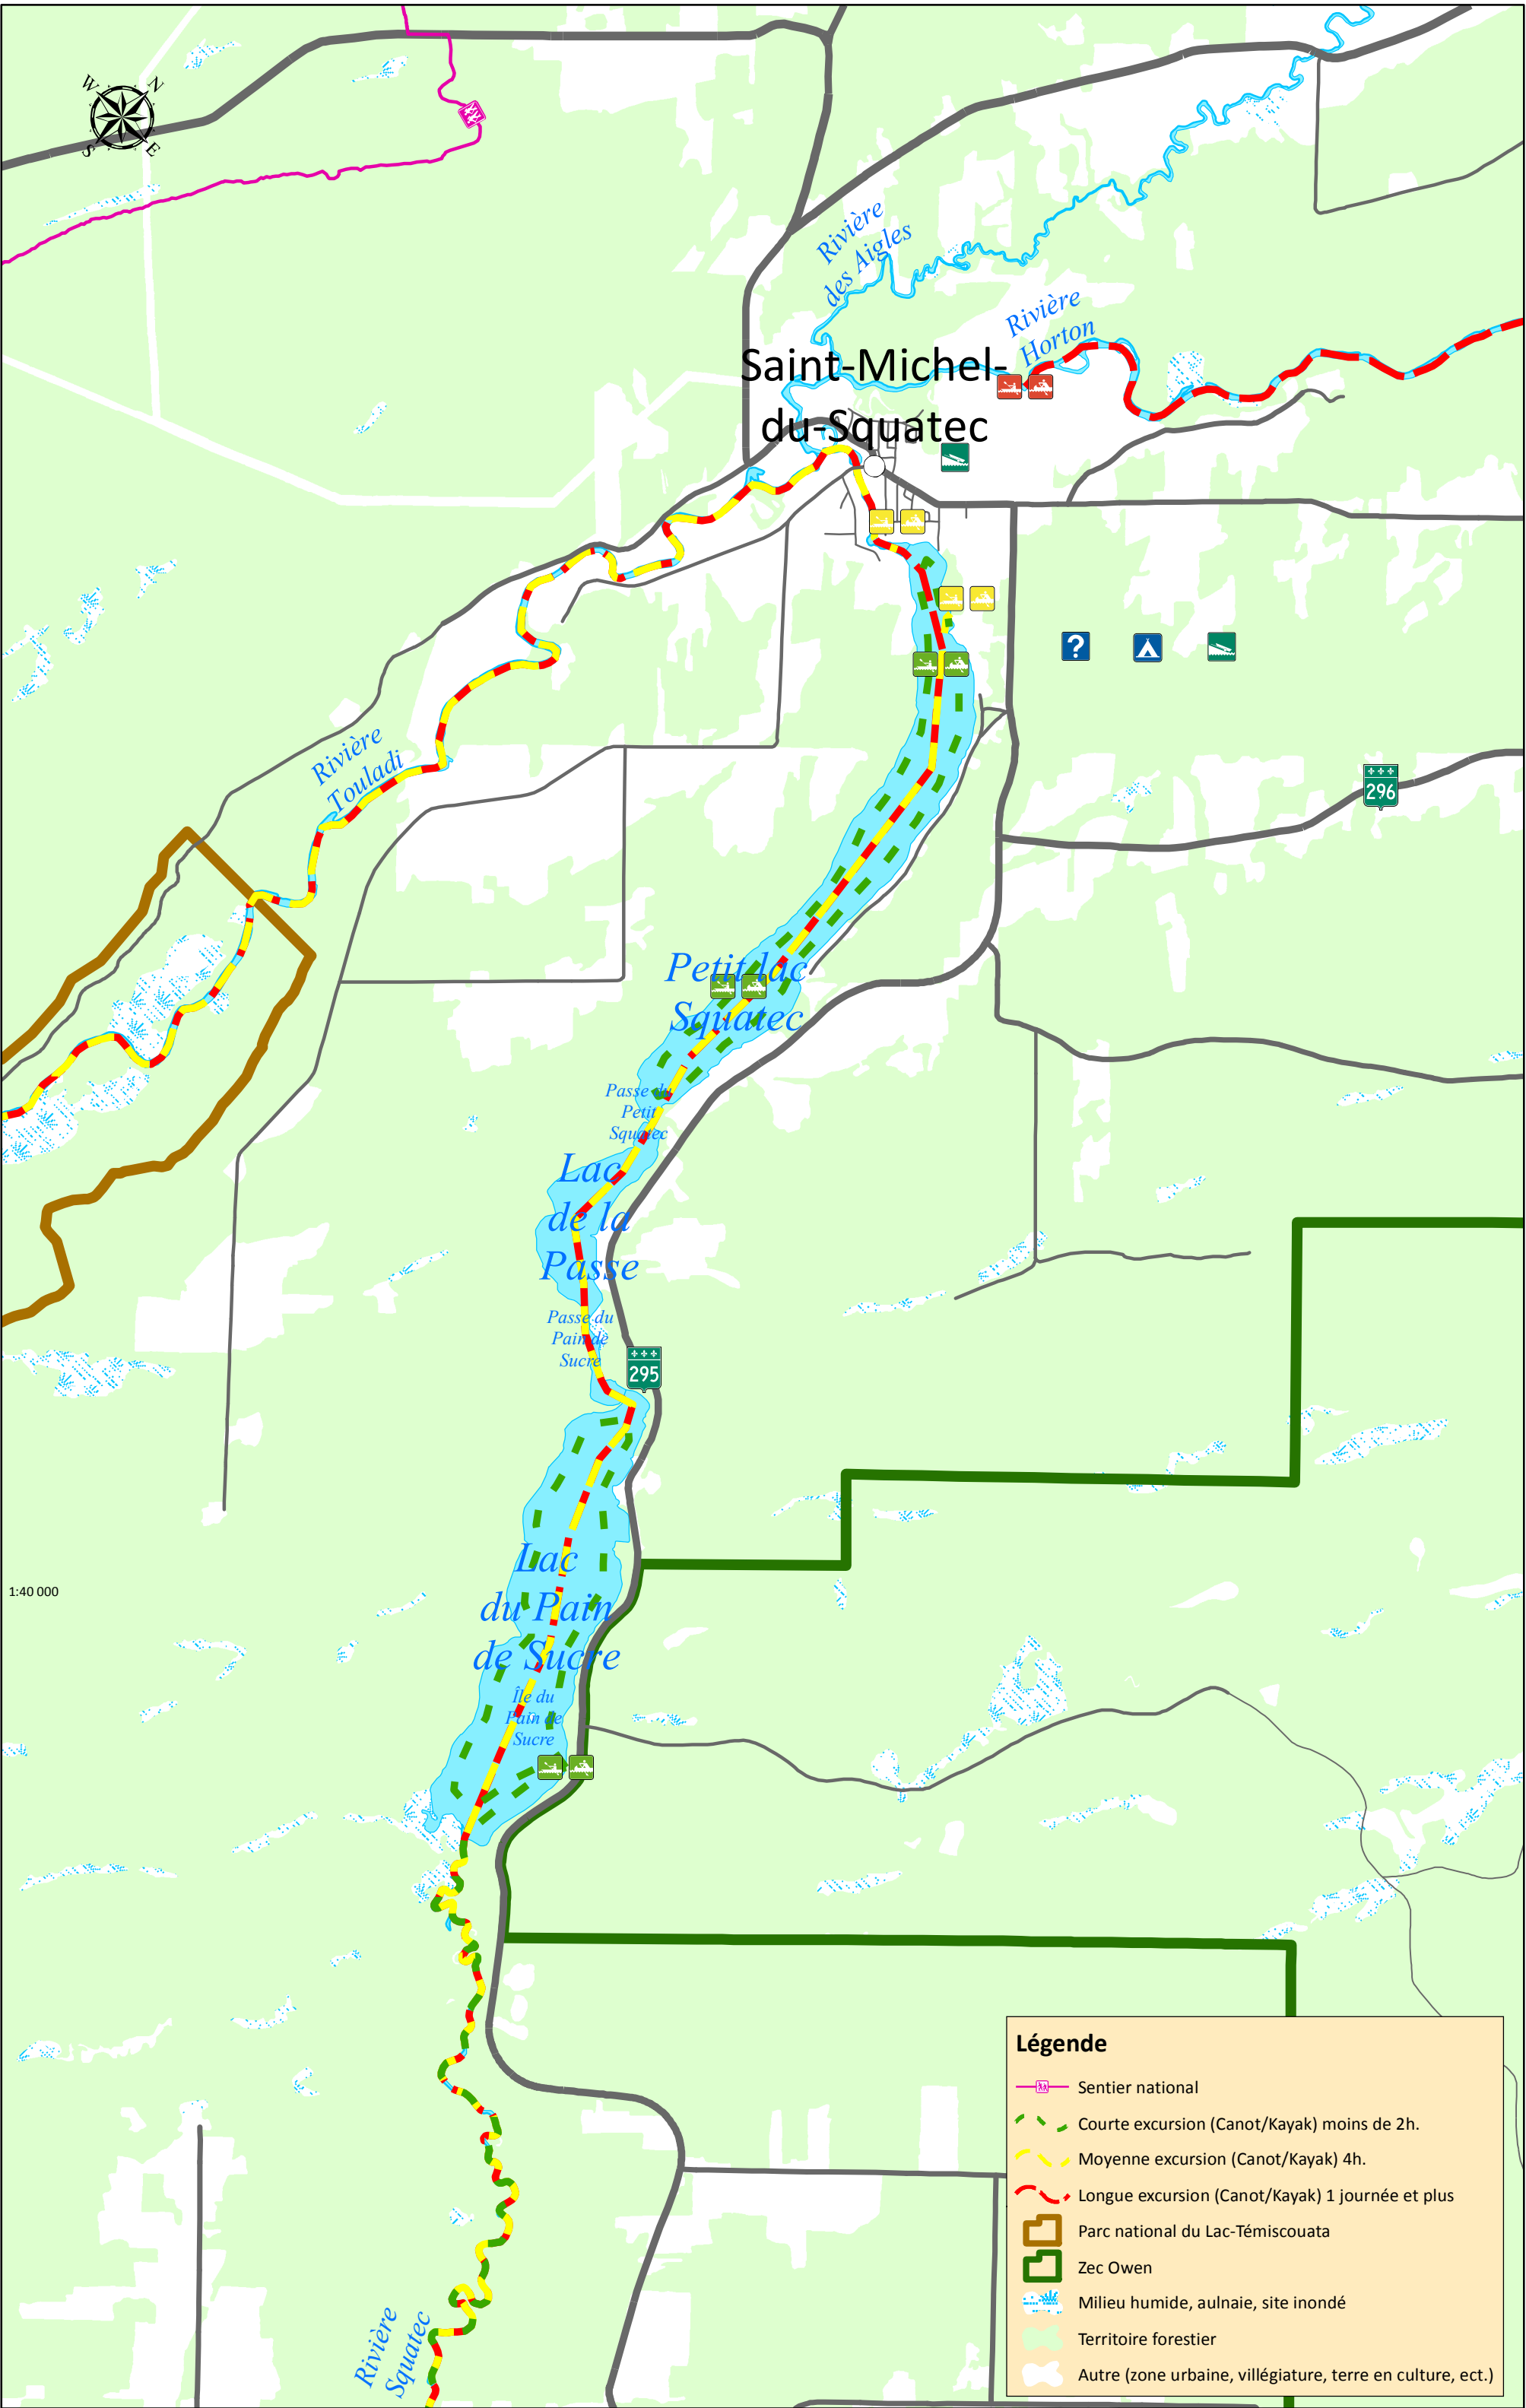 W
N
S
E
Rivière
des Aigles
Rivière
Horton
Saint-Michel-
du-Squatec
?
Rivière
Touladi
296
Petit lac
Squatec
Passe du
Petit
Squatec
Lac
de la
Passe
Passe du
Pain de
Sucre
295
Lac
du Pain
de Sucre
1:40 000
Île du
Pain de
Sucre
Rivière
Squatec
Légende
Sentier national
Courte excursion (Canot/Kayak) moins de 2h.
Moyenne excursion (Canot/Kayak) 4h.
Longue excursion (Canot/Kayak) 1 journée et plus
Parc national du Lac-Témiscouata
Zec Owen
Milieu humide, aulnaie, site inondé
Territoire forestier
Autre (zone urbaine, villégiature, terre en culture, ect.)